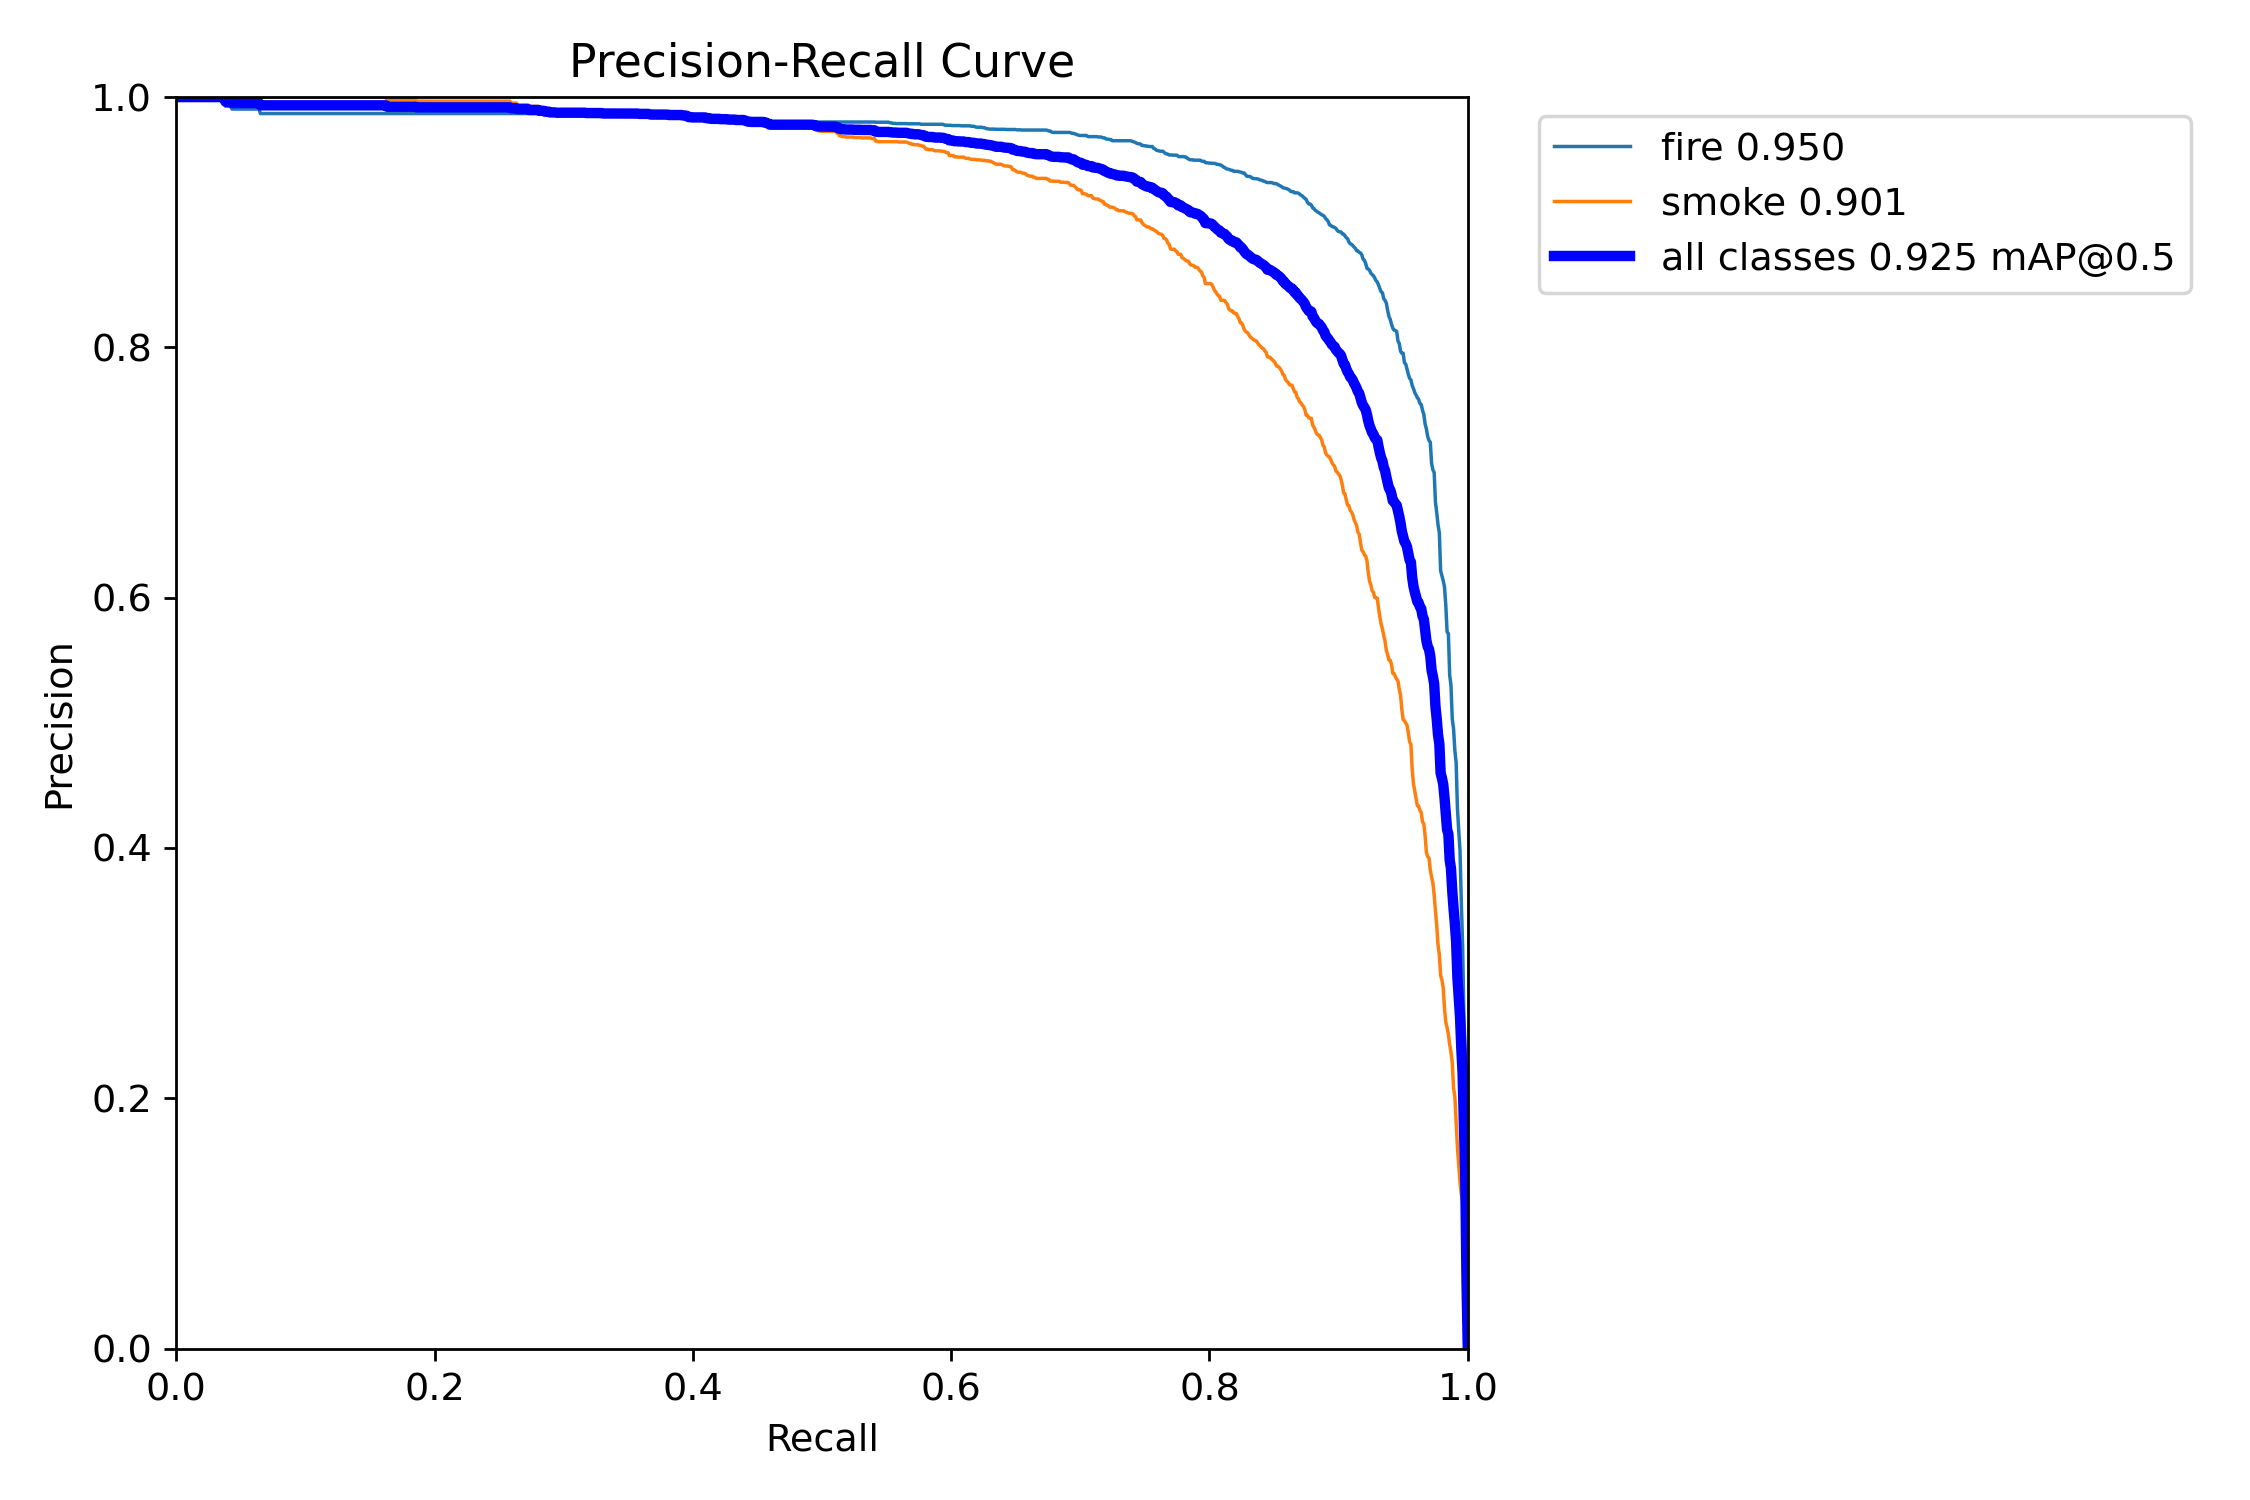 Precision-Recall Curve
fire 0.950
smoke 0.901
all classes 0.925 mAP@0.5
Precision
1.0
0.8
0.6
0.4
0.2
0.0
0.0 0.2 0.4 0.6 0.8 1.0
Recall